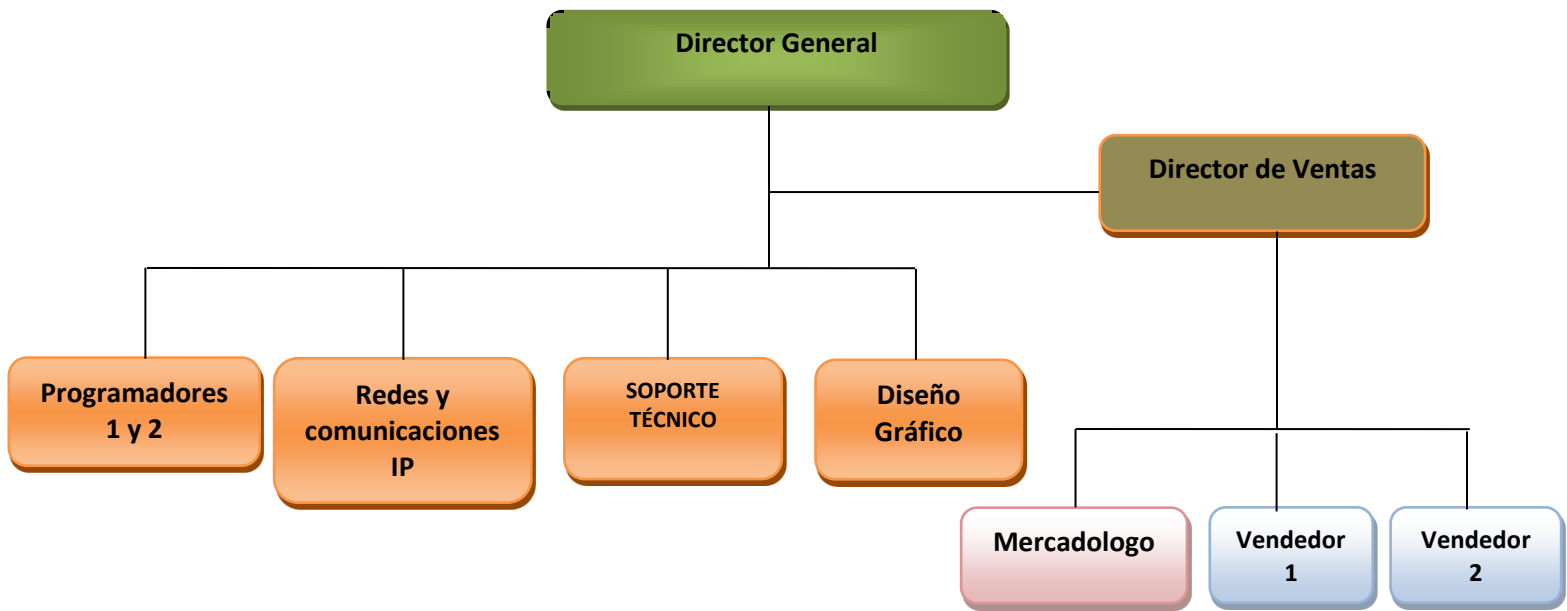 Director General
Director de Ventas
Programadores
1 y 2
Redes y
comunicaciones
IP
SOPORTE
TÉCNICO
Diseño
Gráfico
Mercadologo
Vendedor
1
Vendedor
2